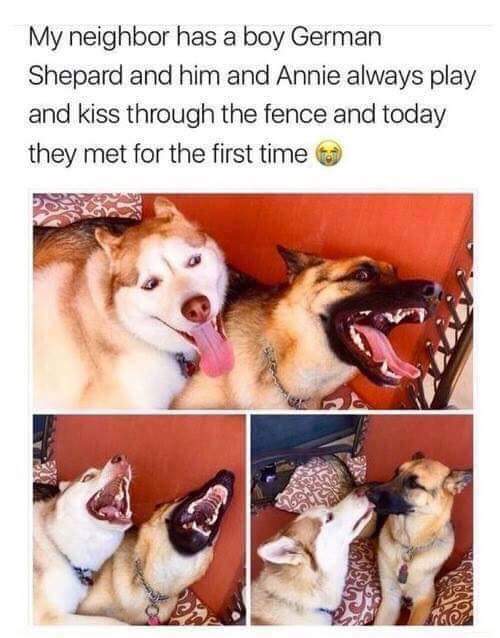 My neighbor has a boy German
Shepard and him and Annie always play
and kiss through the fence and today
they met for the first time 😭